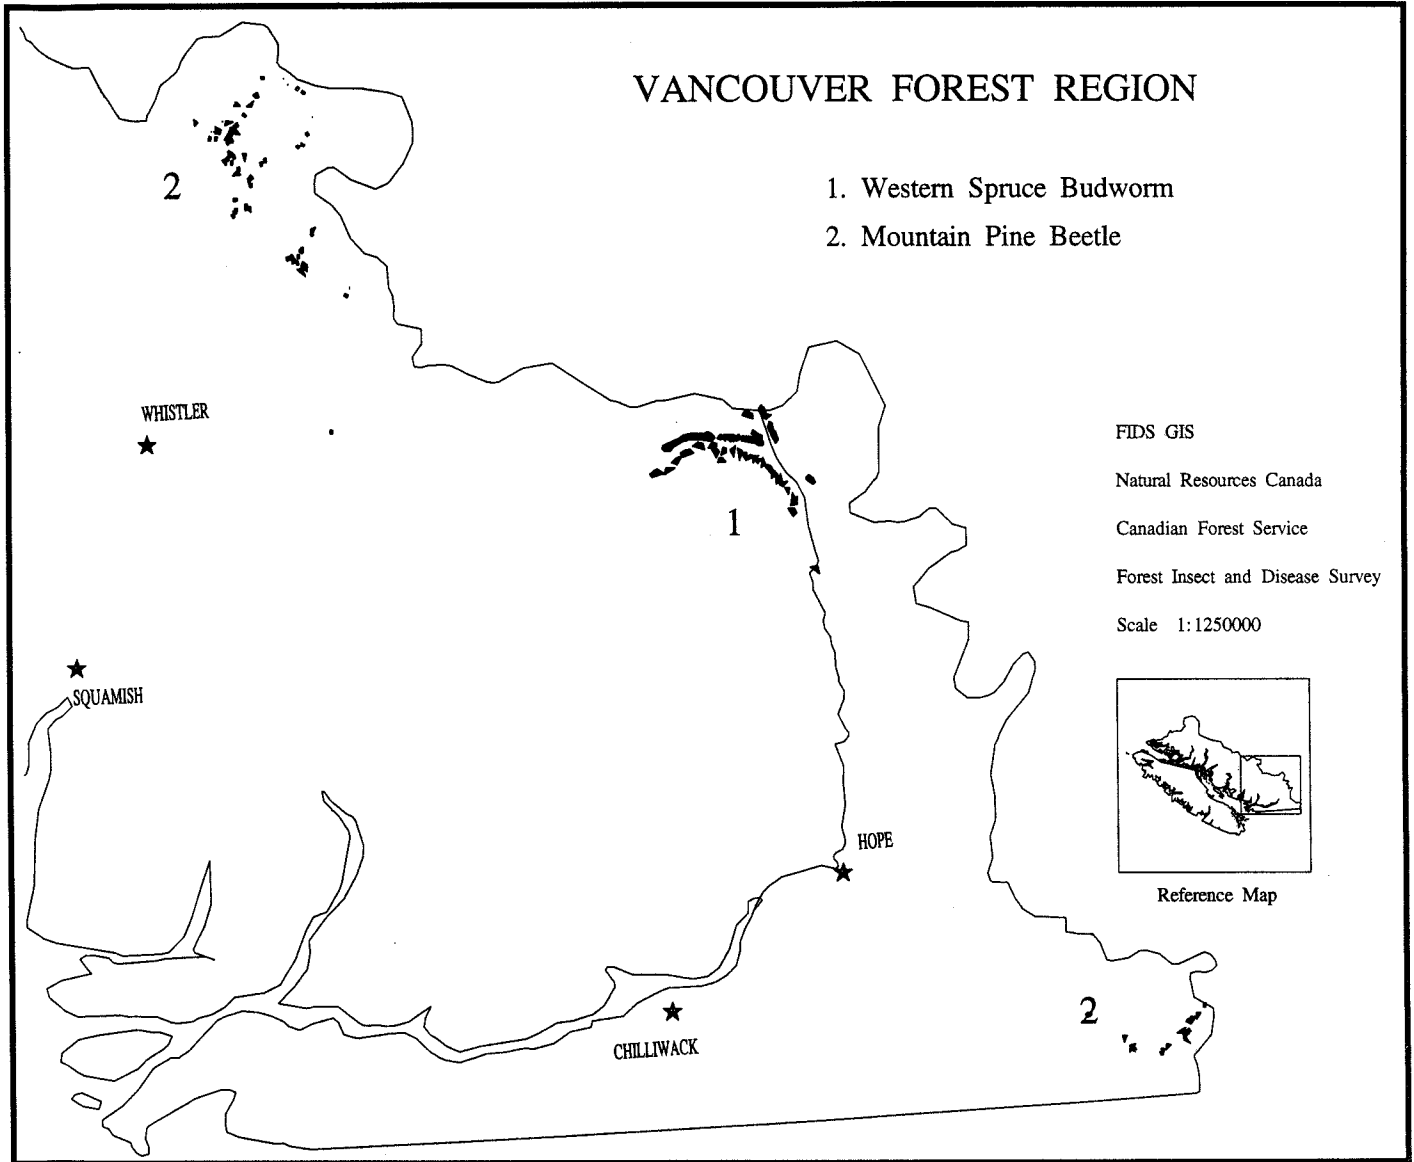 VANCOUVER FOREST REGION
1. Western Spruce Budworm
2. Mountain Pine Beetle
2
WHISTLER
1
FIDS GIS
Natural Resources Canada
Canadian Forest Service
Forest Insect and Disease Survey
Scale 1:1250000
SQUAMISH
HOPE
Reference Map
2
CHILLIWACK